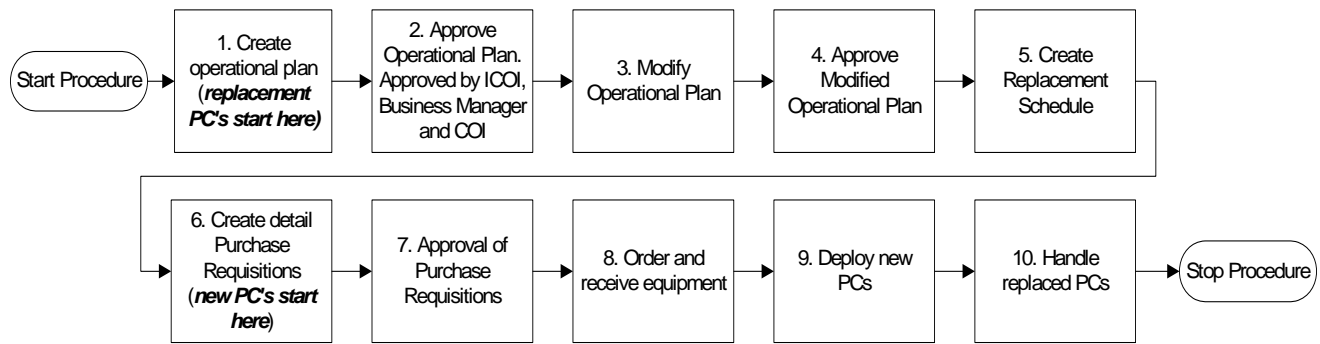 Start Procedure
1. Create
operational plan
(replacement
PC's start here)
2. Approve
Operational Plan.
Approved by ICOI,
Business Manager
and COI
3. Modify
Operational Plan
4. Approve
Modified
Operational Plan
5. Create
Replacement
Schedule
6. Create detail
Purchase
Requisitions
(new PC's start
here)
7. Approval of
Purchase
Requisitions
8. Order and
receive equipment
9. Deploy new
PCs
10. Handle
replaced PCs
Stop Procedure